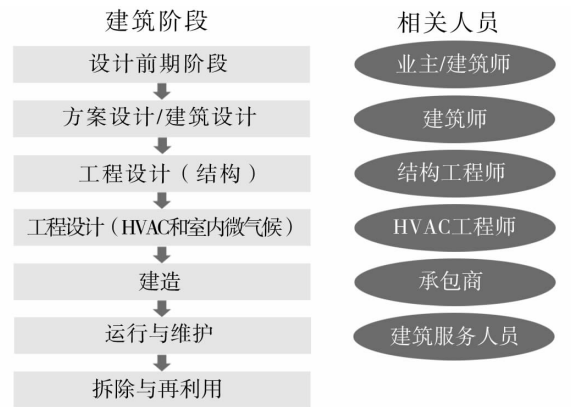 建筑阶段 相关人员
设计前期阶段 业主/建筑师
方案设计/建筑设计 建筑师
工程设计（结构） 结构工程师
工程设计（HVAC和室内微气候） HVAC工程师
建造 承包商
运行与维护 建筑服务人员
拆除与再利用